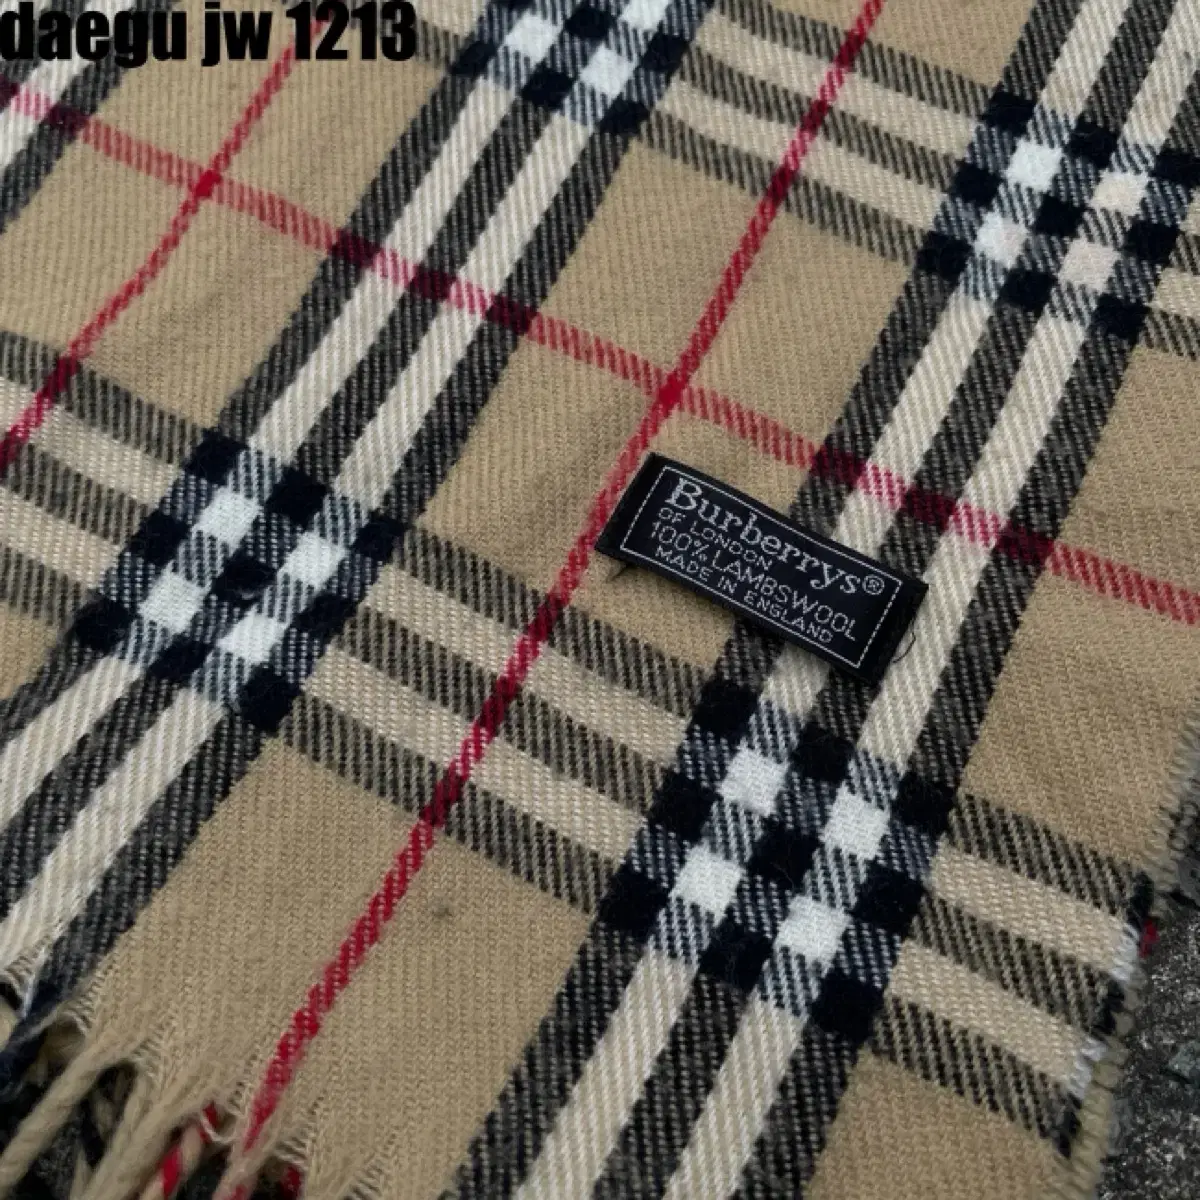 daegu jw 1213
Burberrys®
OF LONDON
100% LAMBSWOOL
MADE IN ENGLAND